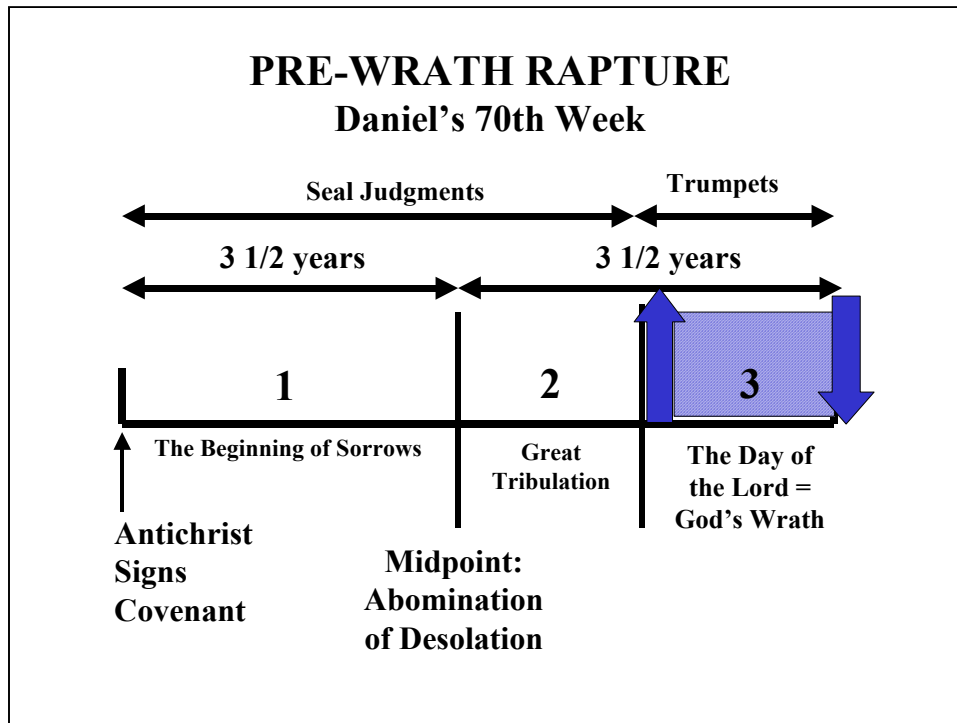 PRE-WRATH RAPTURE
Daniel’s 70th Week
Seal Judgments
Trumpets
3 1/2 years
3 1/2 years
1
2
3
The Beginning of Sorrows
Great
Tribulation
The Day of
the Lord =
God’s Wrath
Antichrist
Signs
Covenant
Midpoint:
Abomination
of Desolation